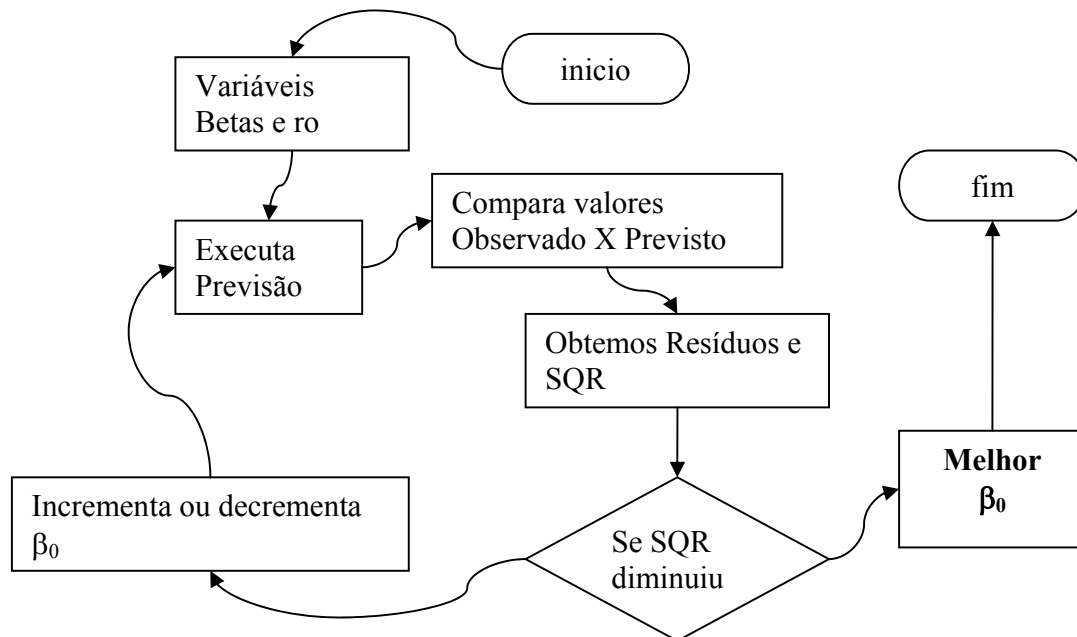 inicio
Variáveis
Betas e ro
Executa
Previsão
Compara valores
Observado X Previsto
Obtemos Resíduos e
SQR
Se SQR
diminuiu
Incrementa ou decrementa
β₀
Melhor
β₀
fim